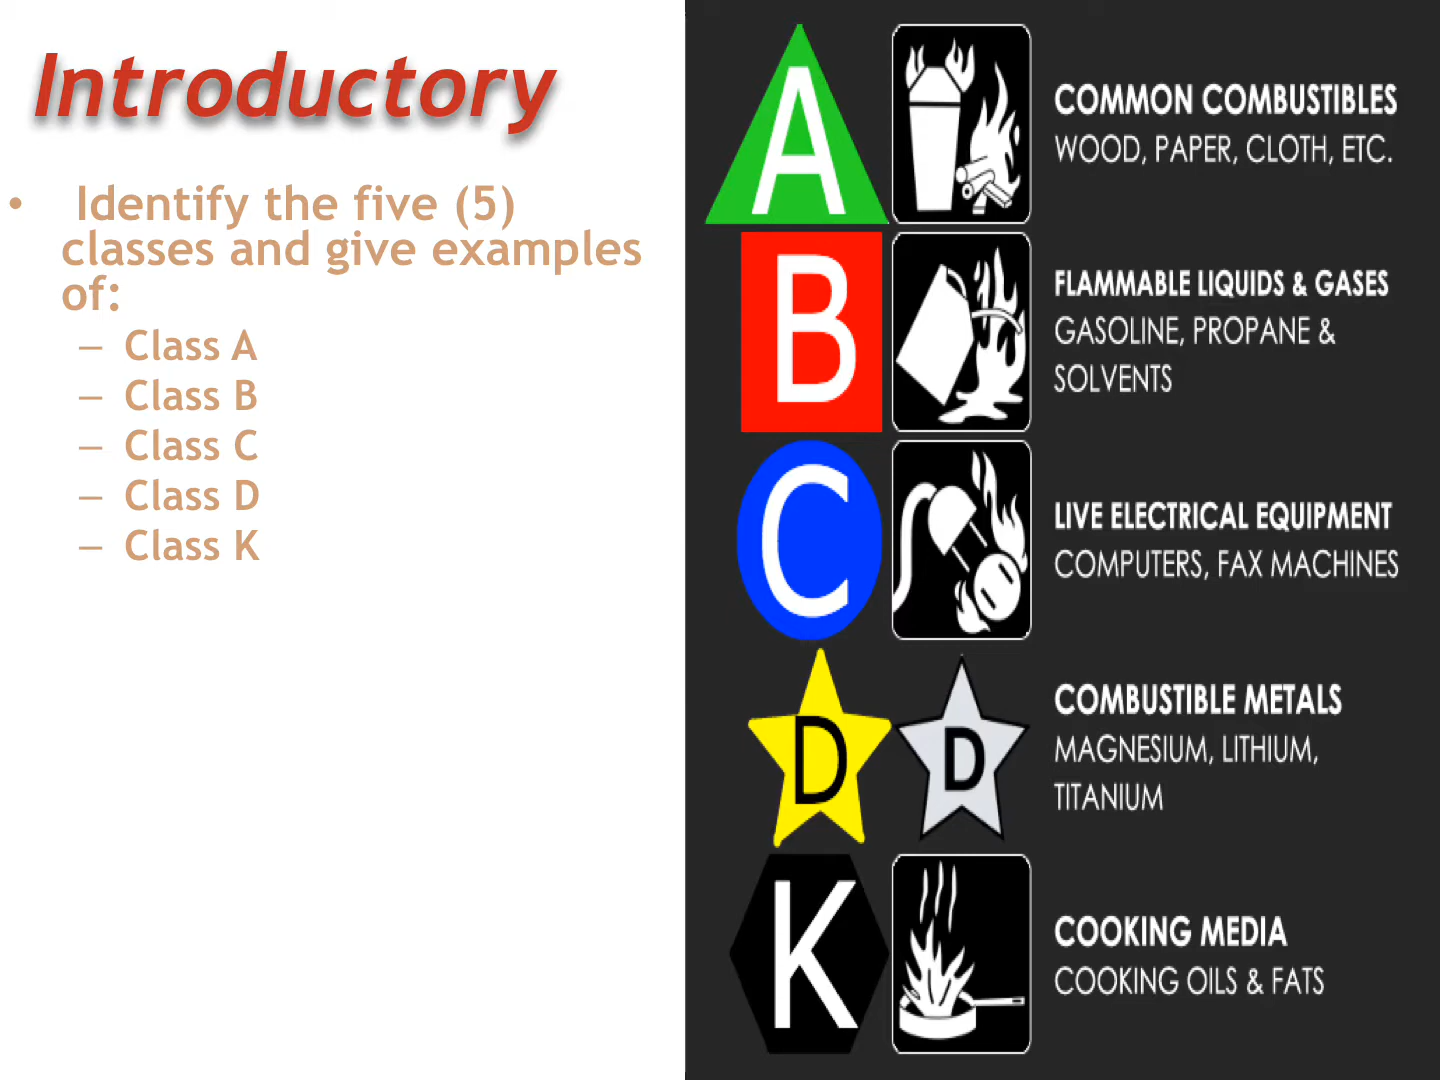 Introductory
• Identify the five (5)
classes and give examples
of:
– Class A
– Class B
– Class C
– Class D
– Class K
A
COMMON COMBUSTIBLES
WOOD, PAPER, CLOTH, ETC.
B
FLAMMABLE LIQUIDS & GASES
GASOLINE, PROPANE &
SOLVENTS
C
LIVE ELECTRICAL EQUIPMENT
COMPUTERS, FAX MACHINES
D D
COMBUSTIBLE METALS
MAGNESIUM, LITHIUM,
TITANIUM
K
COOKING MEDIA
COOKING OILS & FATS